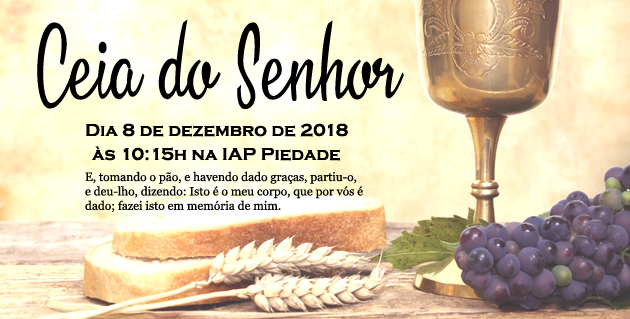 Ceia do Senhor
Dia 8 de dezembro de 2018
às 10:15h na IAP Piedade
E, tomando o pão, e havendo dado graças, partiu-o,
e deu-lho, dizendo: Isto é o meu corpo, que por vós é
dado; fazei isto em memória de mim.